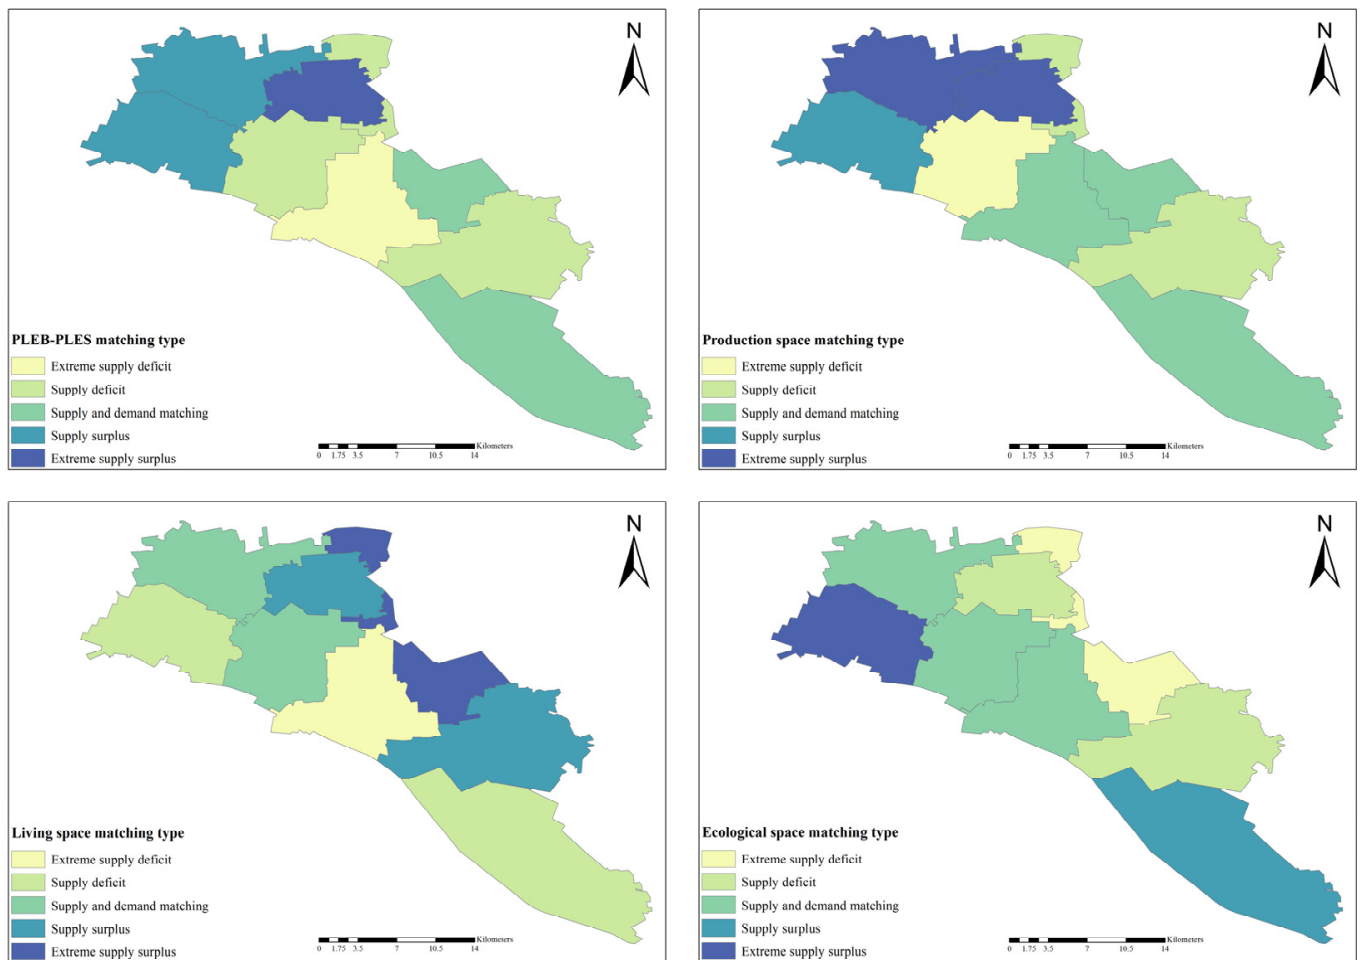 N
PLEB-PLES matching type
Extreme supply deficit
Supply deficit
Supply and demand matching
Supply surplus
Extreme supply surplus
Kilometers
0 1.75 3.5 7 10.5 14
N
Production space matching type
Extreme supply deficit
Supply deficit
Supply and demand matching
Supply surplus
Extreme supply surplus
Kilometers
0 1.75 3.5 7 10.5 14
N
Living space matching type
Extreme supply deficit
Supply deficit
Supply and demand matching
Supply surplus
Extreme supply surplus
Kilometers
0 1.75 3.5 7 10.5 14
N
Ecological space matching type
Extreme supply deficit
Supply deficit
Supply and demand matching
Supply surplus
Extreme supply surplus
Kilometers
0 1.75 3.5 7 10.5 14